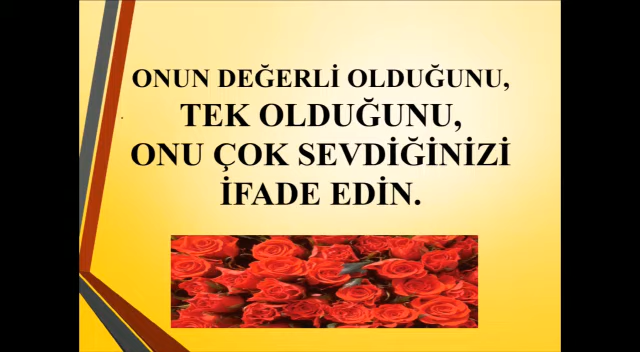 ONUN DEĞERLİ OLDUĞUNU,
TEK OLDUĞUNU,
ONU ÇOK SEVDİĞİNİZİ
İFADE EDİN.